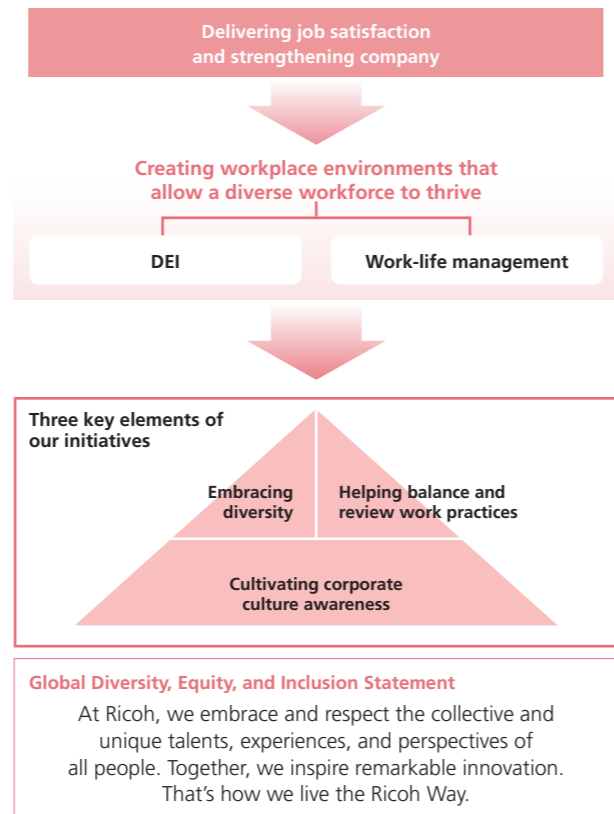 Delivering job satisfaction
and strengthening company
Creating workplace environments that
allow a diverse workforce to thrive
DEI
Work-life management
Three key elements of
our initiatives
Embracing
diversity
Helping balance and
review work practices
Cultivating corporate
culture awareness
Global Diversity, Equity, and Inclusion Statement
At Ricoh, we embrace and respect the collective and
unique talents, experiences, and perspectives of
all people. Together, we inspire remarkable innovation.
That’s how we live the Ricoh Way.